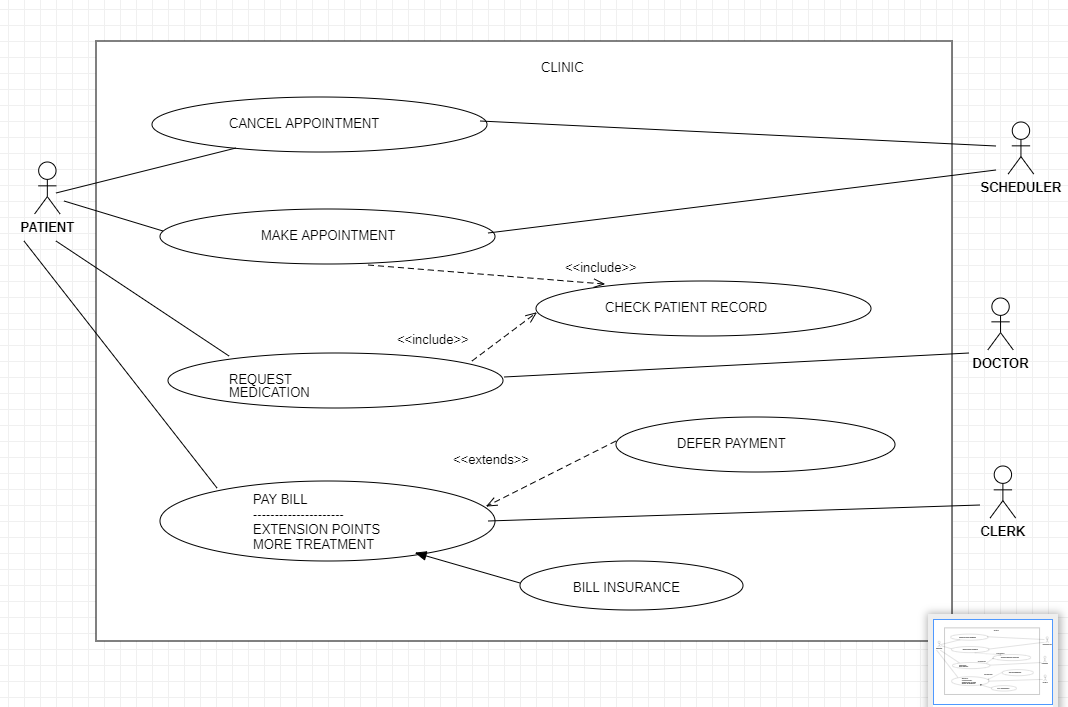 CLINIC
CANCEL APPOINTMENT
SCHEDULER
PATIENT
MAKE APPOINTMENT
<<include>>
CHECK PATIENT RECORD
<<include>>
DOCTOR
REQUEST
MEDICATION
DEFER PAYMENT
<<extends>>
PAY BILL
---------------------
EXTENSION POINTS
MORE TREATMENT
CLERK
BILL INSURANCE